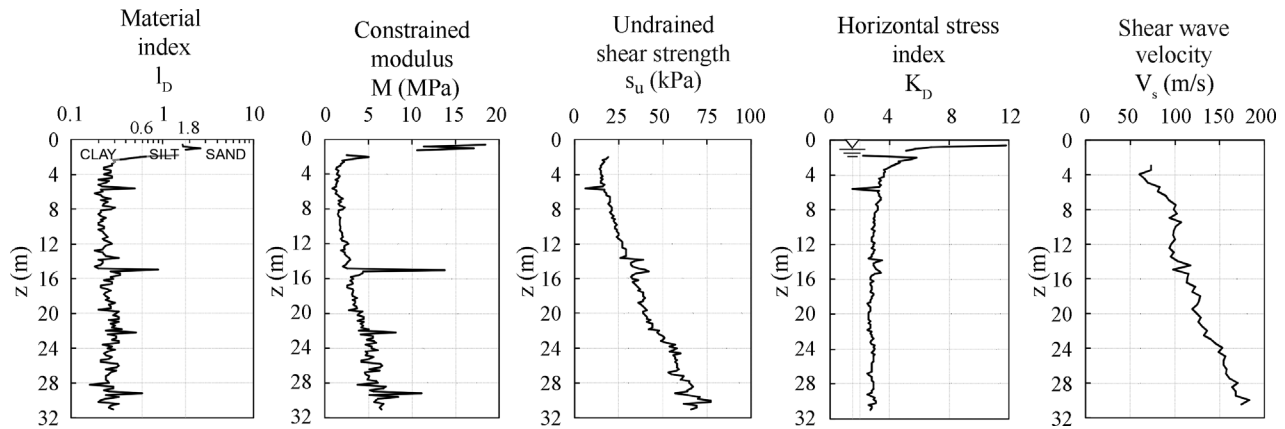 Material
index
I_D
0.1 1 10
0.6 1.8
CLAY SILT SAND
0
4
8
12
16
20
24
28
32
z (m)
Constrained
modulus
M (MPa)
0 5 10 15 20
0
4
8
12
16
20
24
28
32
z (m)
Undrained
shear strength
s_u (kPa)
0 25 50 75 100
0
4
8
12
16
20
24
28
32
z (m)
Horizontal stress
index
K_D
0 4 8 12
0
4
8
12
16
20
24
28
32
z (m)
Shear wave
velocity
V_s (m/s)
0 50 100 150 200
0
4
8
12
16
20
24
28
32
z (m)